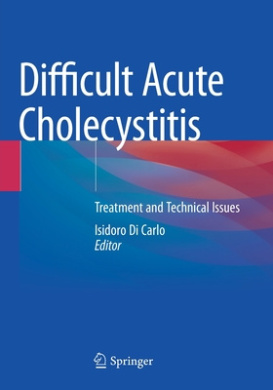 Difficult Acute
Cholecystitis
Treatment and Technical Issues
Isidoro Di Carlo
Editor
Springer